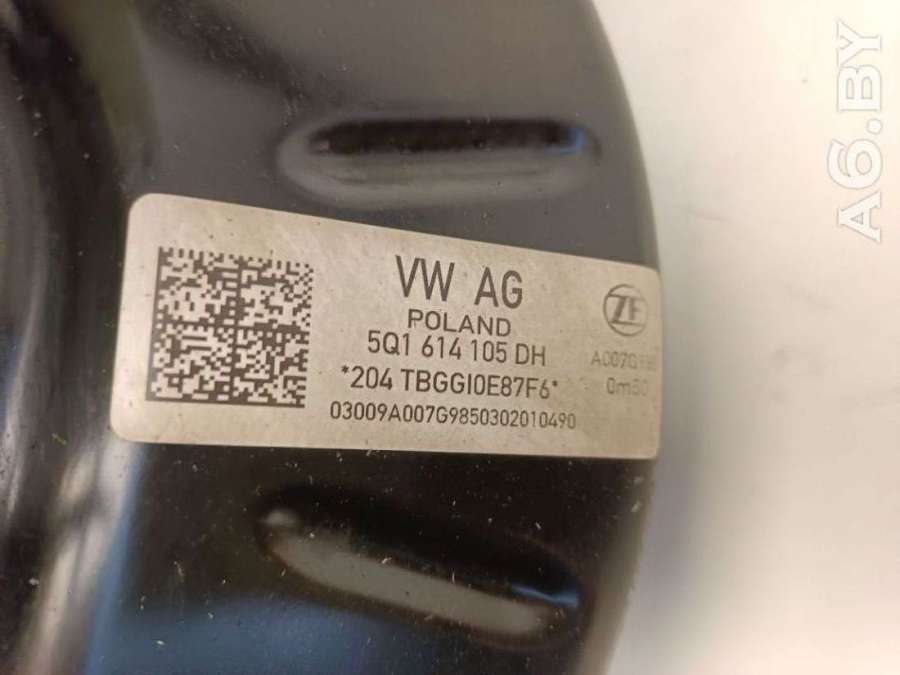 VW AG
POLAND
5Q1 614 105 DH
*204 TBGGI0E87F6*
03009A007G9850302010490
ZF
A6.BY